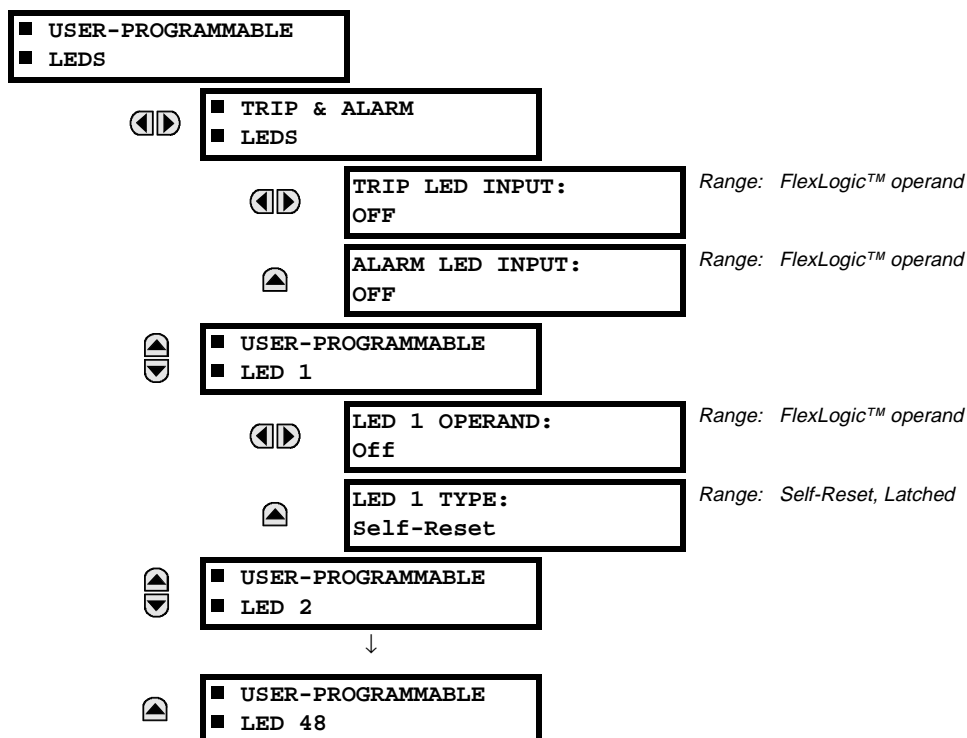 ■ USER-PROGRAMMABLE
■ LEDS
■ TRIP & ALARM
■ LEDS
TRIP LED INPUT:
OFF
Range: FlexLogic™ operand
ALARM LED INPUT:
OFF
Range: FlexLogic™ operand
■ USER-PROGRAMMABLE
■ LED 1
LED 1 OPERAND:
Off
Range: FlexLogic™ operand
LED 1 TYPE:
Self-Reset
Range: Self-Reset, Latched
■ USER-PROGRAMMABLE
■ LED 2
↓
■ USER-PROGRAMMABLE
■ LED 48